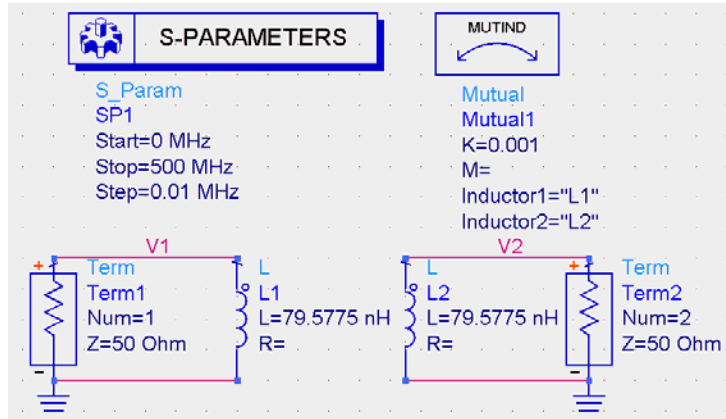 S-PARAMETERS
S_Param
SP1
Start=0 MHz
Stop=500 MHz
Step=0.01 MHz
MUTIND
Mutual
Mutual1
K=0.001
M=
Inductor1="L1"
Inductor2="L2"
V1
+
Term
Term1
Num=1
Z=50 Ohm
-
L
L1
L=79.5775 nH
R=
V2
L
L2
L=79.5775 nH
R=
+
Term
Term2
Num=2
Z=50 Ohm
-